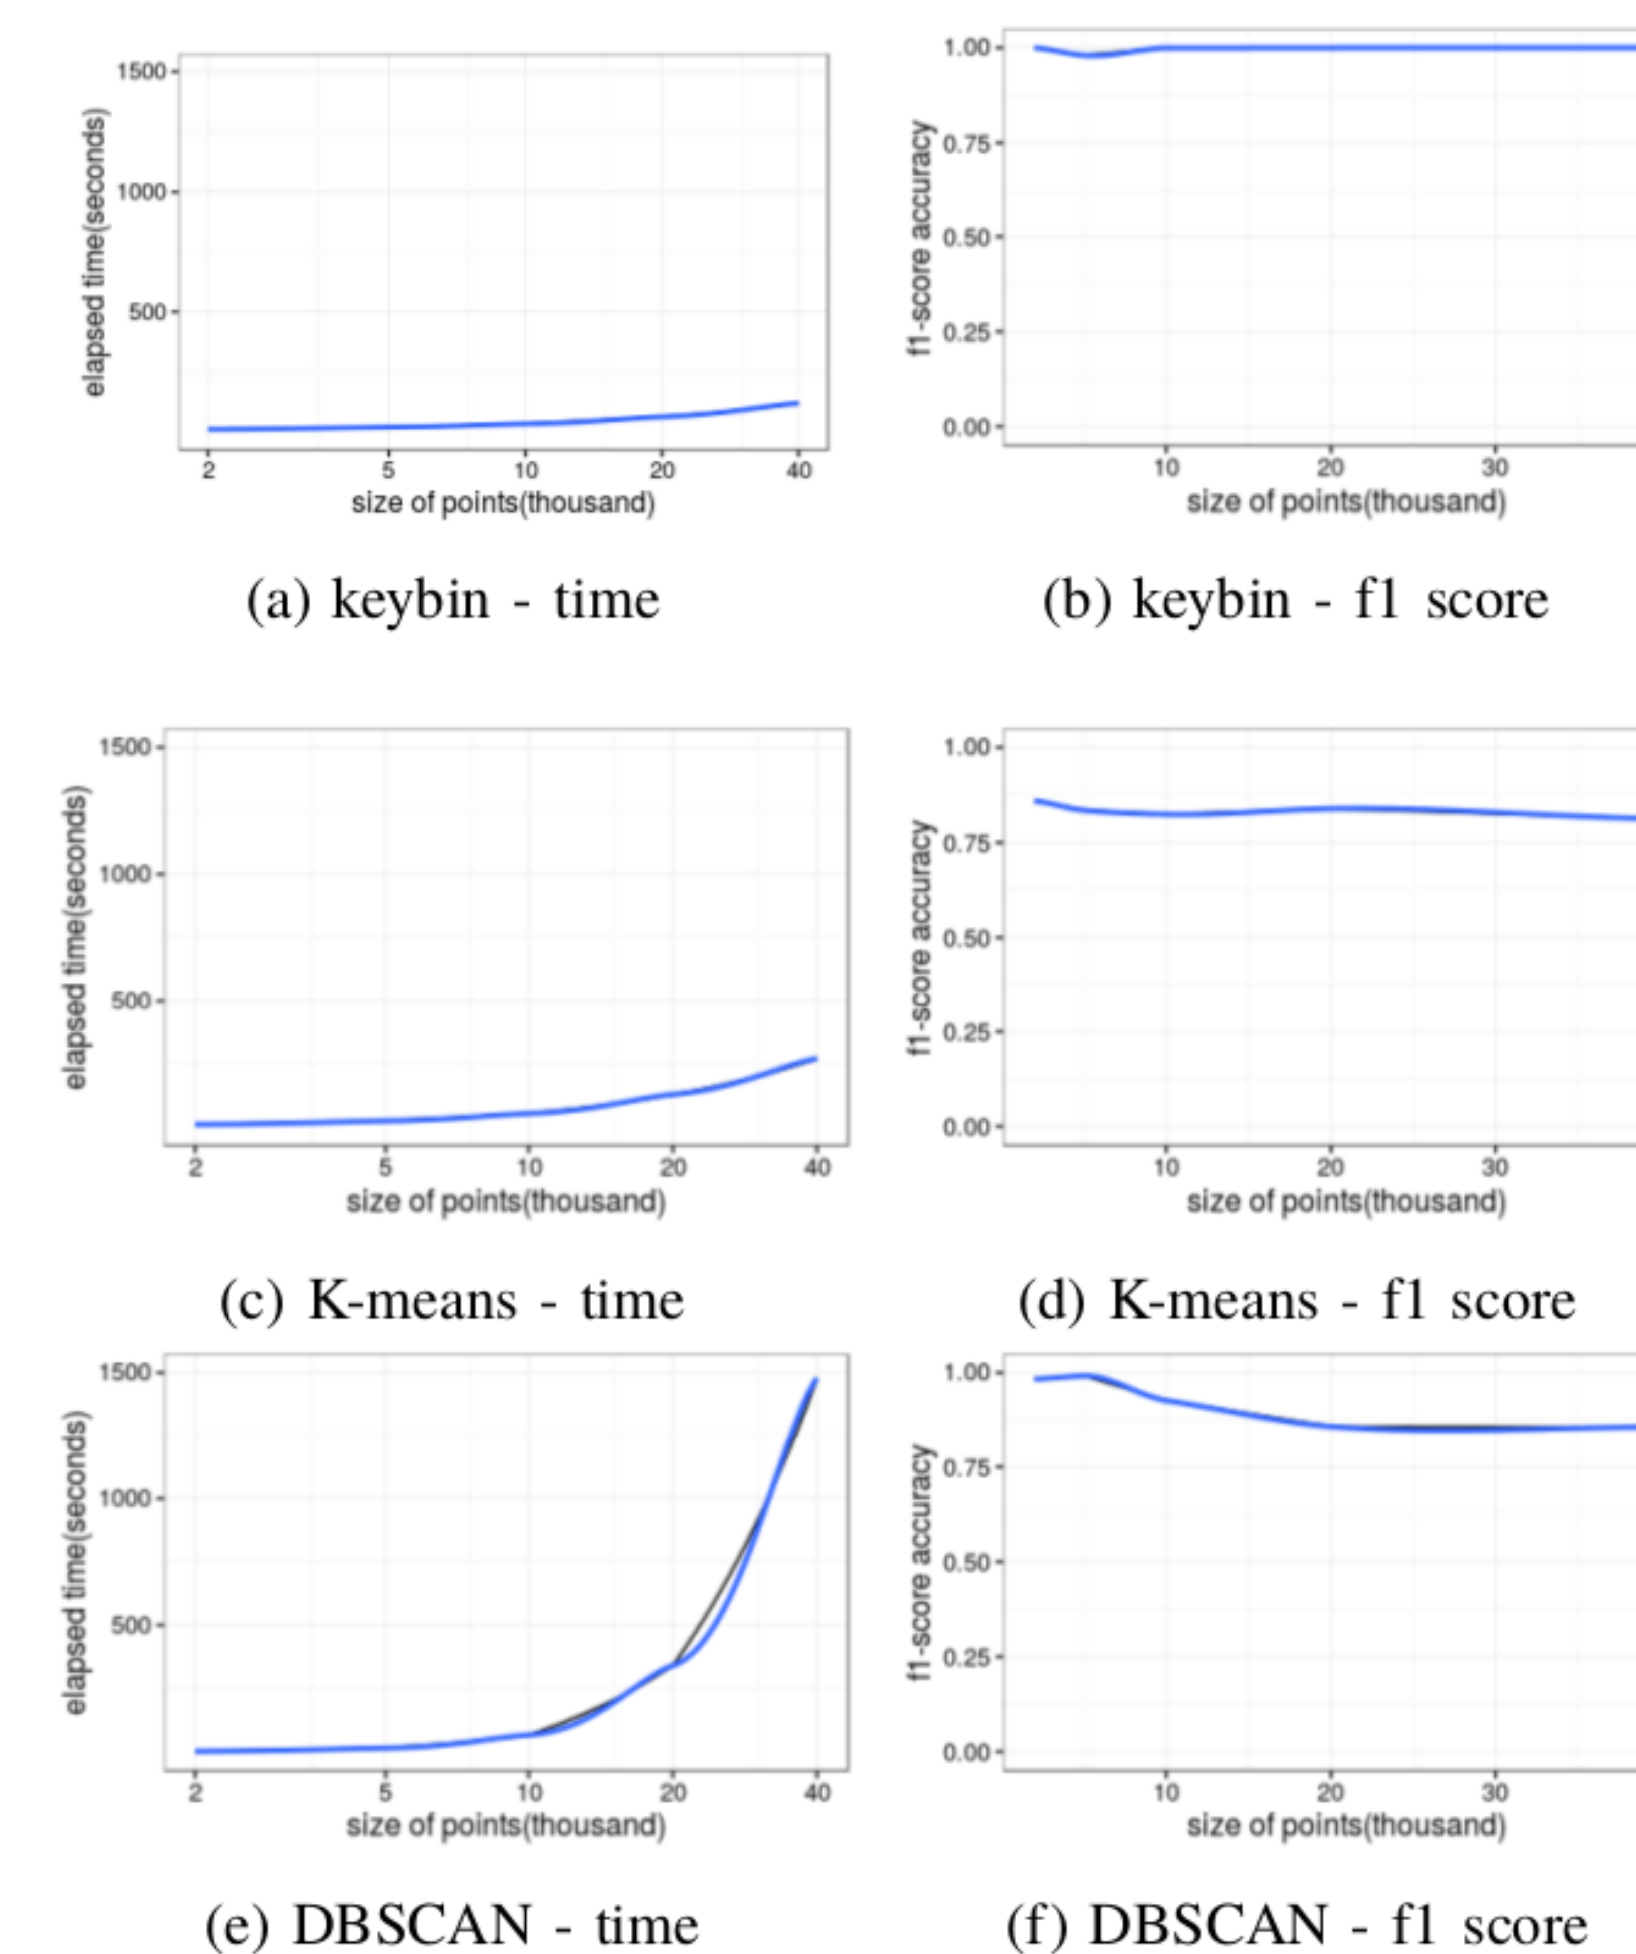 1500
1000
500
elapsed time(seconds)
2 5 10 20 40
size of points(thousand)
(a) keybin - time
1.00
0.75
0.50
0.25
0.00
f1-score accuracy
10 20 30
size of points(thousand)
(b) keybin - f1 score
1500
1000
500
elapsed time(seconds)
2 5 10 20 40
size of points(thousand)
(c) K-means - time
1.00
0.75
0.50
0.25
0.00
f1-score accuracy
10 20 30
size of points(thousand)
(d) K-means - f1 score
1500
1000
500
elapsed time(seconds)
2 5 10 20 40
size of points(thousand)
(e) DBSCAN - time
1.00
0.75
0.50
0.25
0.00
f1-score accuracy
10 20 30
size of points(thousand)
(f) DBSCAN - f1 score